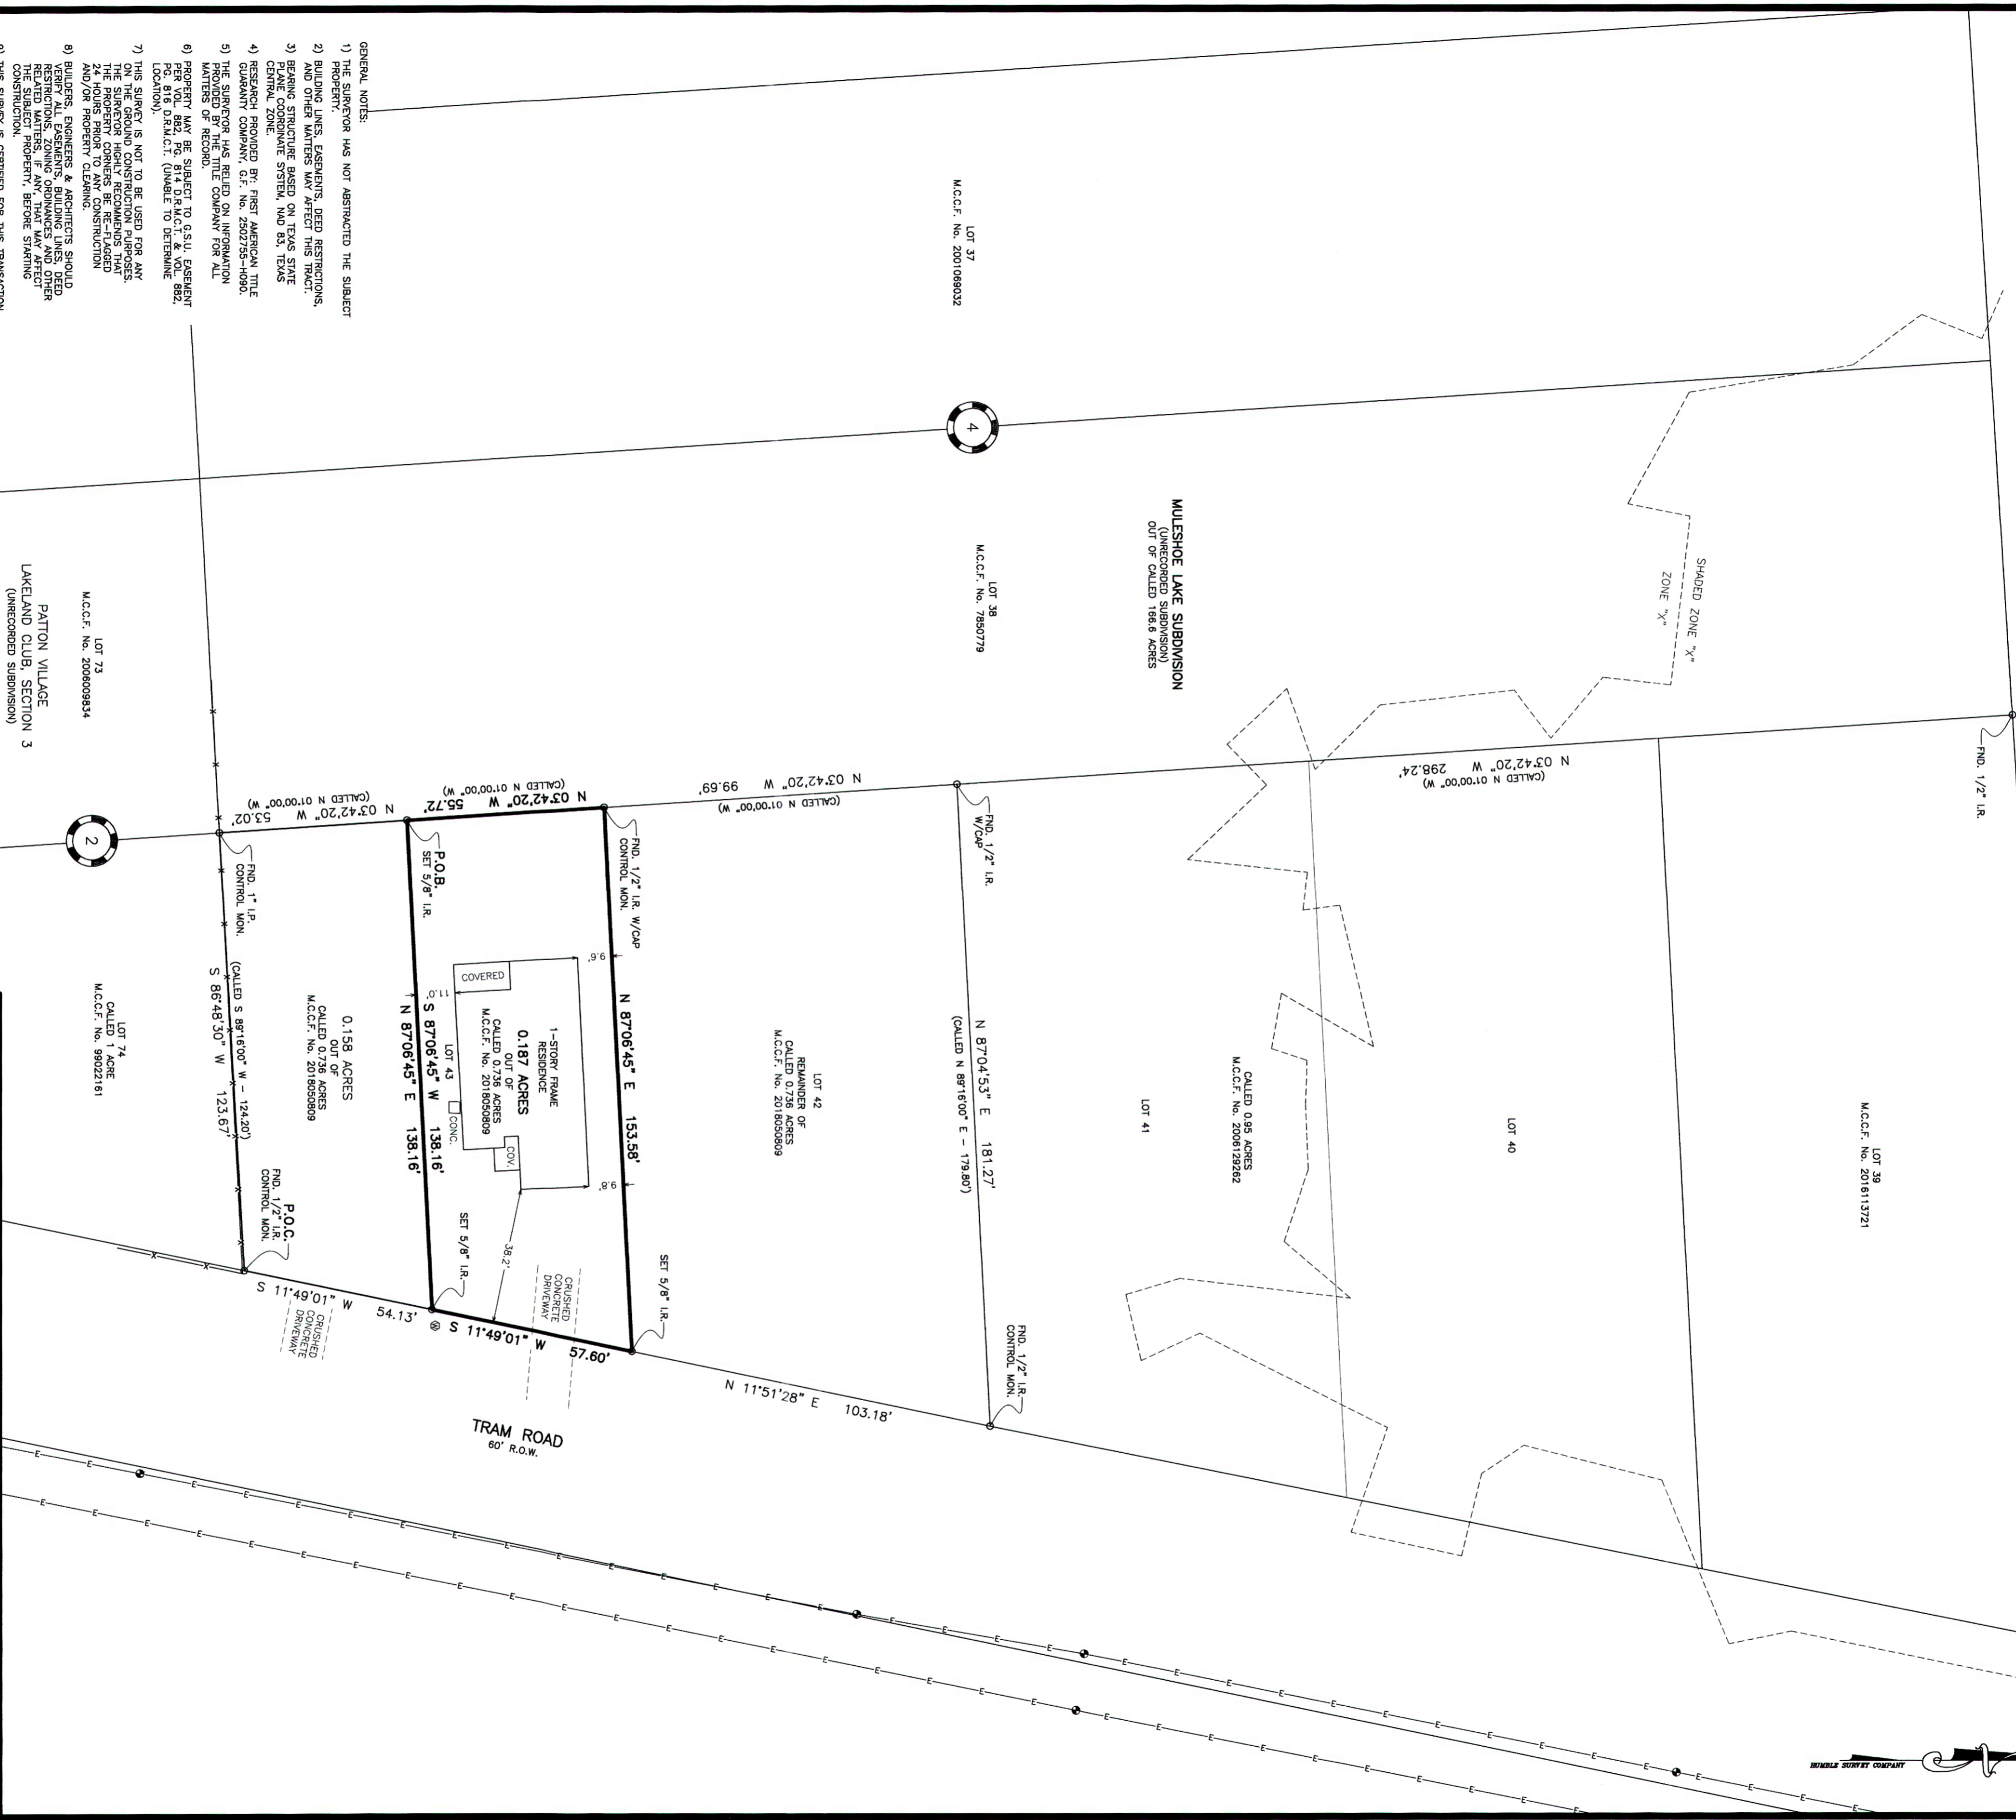 GENERAL NOTES:
1) THE SURVEYOR HAS NOT ABSTRACTED THE SUBJECT
PROPERTY.
2) BUILDING LINES, EASEMENTS, DEED RESTRICTIONS,
AND OTHER MATTERS MAY AFFECT THIS TRACT.
3) BEARING STRUCTURE BASED ON TEXAS STATE
PLANE COORDINATE SYSTEM, NAD 83, TEXAS
CENTRAL ZONE.
4) RESEARCH PROVIDED BY: FIRST AMERICAN TITLE
GUARANTY COMPANY, G.F. No. 2502755-H090.
5) THE SURVEYOR HAS RELIED ON INFORMATION
PROVIDED BY THE TITLE COMPANY FOR ALL
MATTERS OF RECORD.
6) PROPERTY MAY BE SUBJECT TO G.S.U. EASEMENT
PER VOL. 882, PG. 814 D.R.M.C.T. & VOL. 882,
PG. 816 D.R.M.C.T. (UNABLE TO DETERMINE
LOCATION).
7) THIS SURVEY IS NOT TO BE USED FOR ANY
ON THE GROUND CONSTRUCTION PURPOSES.
THE SURVEYOR HIGHLY RECOMMENDS THAT
THE PROPERTY CORNERS BE RE-FLAGGED
24 HOURS PRIOR TO ANY CONSTRUCTION
AND/OR PROPERTY CLEARING.
8) BUILDERS, ENGINEERS & ARCHITECTS SHOULD
VERIFY ALL EASEMENTS, BUILDING LINES, DEED
RESTRICTIONS, ZONING ORDINANCES AND OTHER
RELATED MATTERS, IF ANY, THAT MAY AFFECT
THE SUBJECT PROPERTY, BEFORE STARTING
CONSTRUCTION.
9) THIS SURVEY IS CERTIFIED FOR THIS TRANSACTION
LOT 37
M.C.C.F. No. 2001069032
4
MULESHOE LAKE SUBDIVISION
(UNRECORDED SUBDIVISION)
OUT OF CALLED 166.6 ACRES
LOT 38
M.C.C.F. No. 7850779
SHADED ZONE "X"
ZONE "X"
LOT 73
M.C.C.F. No. 2006009834
PATTON VILLAGE
LAKELAND CLUB, SECTION 3
(UNRECORDED SUBDIVISION)
2
FND. 1/2" I.R.
N 03°42'20" W 298.24'
(CALLED N 01°00'00" W)
N 03°42'20" W 99.69'
(CALLED N 01°00'00" W)
N 03°42'20" W 55.72'
(CALLED N 01°00'00" W)
N 03°42'20" W 53.02'
(CALLED N 01°00'00" W)
FND. 1/2" I.R.
W/CAP
FND. 1/2" I.R. W/CAP
CONTROL MON.
P.O.B.
SET 5/8" I.R.
FND. 1" I.P.
CONTROL MON.
LOT 39
M.C.C.F. No. 2016113721
LOT 40
CALLED 0.95 ACRES
M.C.C.F. No. 2006129262
LOT 41
N 87°04'53" E 181.27'
(CALLED N 89°16'00" E - 179.80')
LOT 42
REMAINDER OF
CALLED 0.736 ACRES
M.C.C.F. No. 2018050809
N 87°06'45" E 153.58'
9.6'
9.8'
1-STORY FRAME
RESIDENCE
0.187 ACRES
OUT OF
CALLED 0.736 ACRES
M.C.C.F. No. 2018050809
COVERED
COV.
CONC.
LOT 43
11.0'
38.2'
S 87°06'45" W 138.16'
N 87°06'45" E 138.16'
0.158 ACRES
OUT OF
CALLED 0.736 ACRES
M.C.C.F. No. 2018050809
(CALLED S 89°16'00" W - 124.20')
S 86°48'30" W 123.67'
LOT 74
CALLED 1 ACRE
M.C.C.F. No. 99022161
P.O.C.
FND. 1/2" I.R.
CONTROL MON.
SET 5/8" I.R.
SET 5/8" I.R.
FND. 1/2" I.R.
CONTROL MON.
CRUSHED
CONCRETE
DRIVEWAY
CRUSHED
CONCRETE
DRIVEWAY
S 11°49'01" W 54.13'
S 11°49'01" W 57.60'
N 11°51'28" E 103.18'
TRAM ROAD
60' R.O.W.
HUMBLE SURVEY COMPANY
N